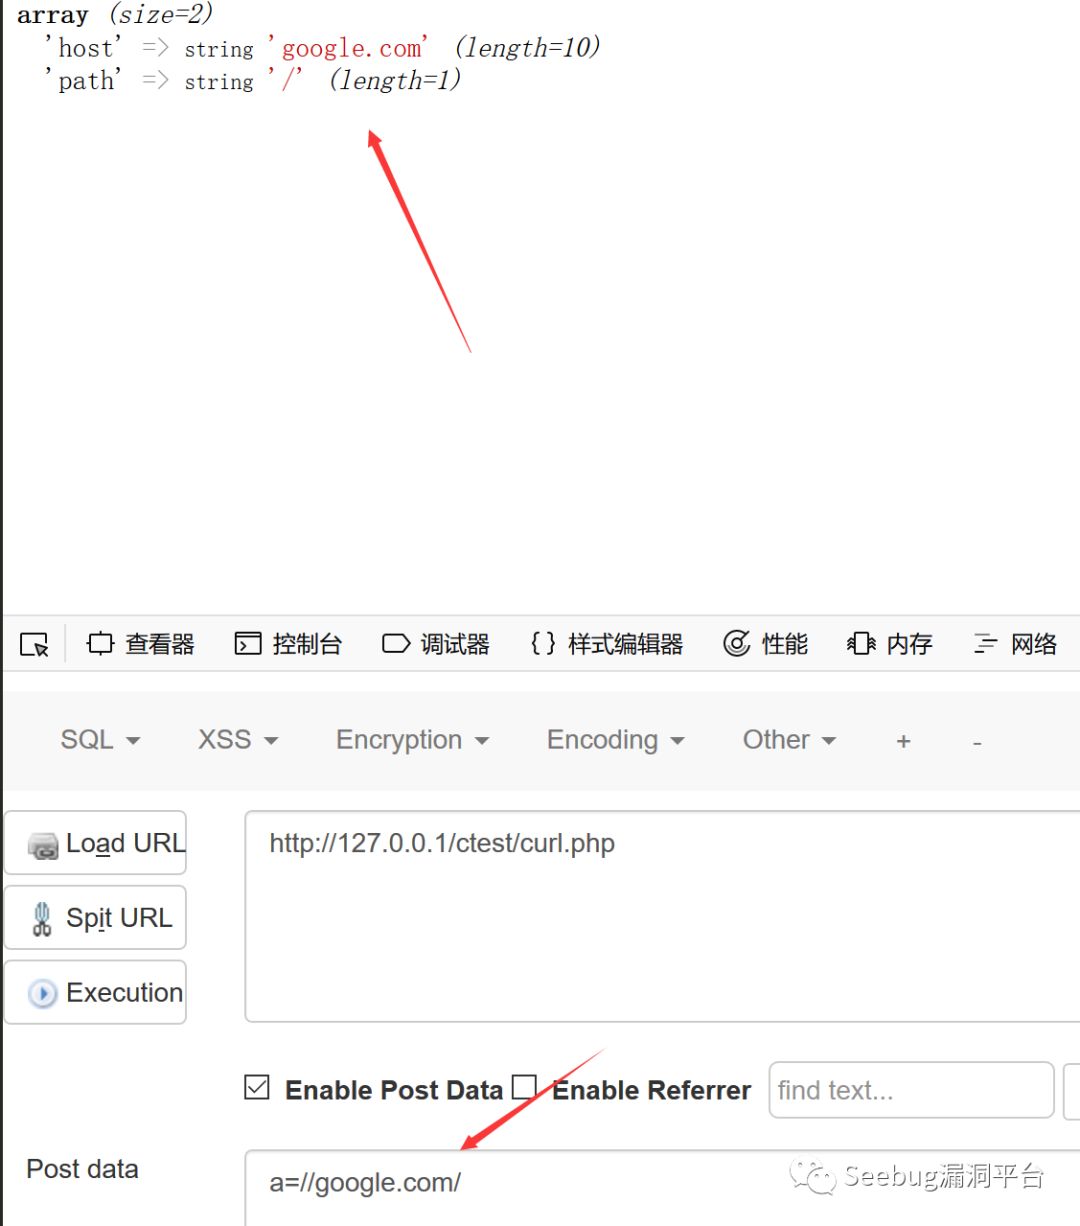 array (size=2)
'host' => string 'google.com' (length=10)
'path' => string '/' (length=1)
查看器 控制台 调试器 {} 样式编辑器 性能 内存 网络
SQL XSS Encryption Encoding Other + -
Load URL http://127.0.0.1/ctest/curl.php
Spit URL
Execution
Enable Post Data Enable Referrer find text...
Post data a=//google.com/
Seebug漏洞平台